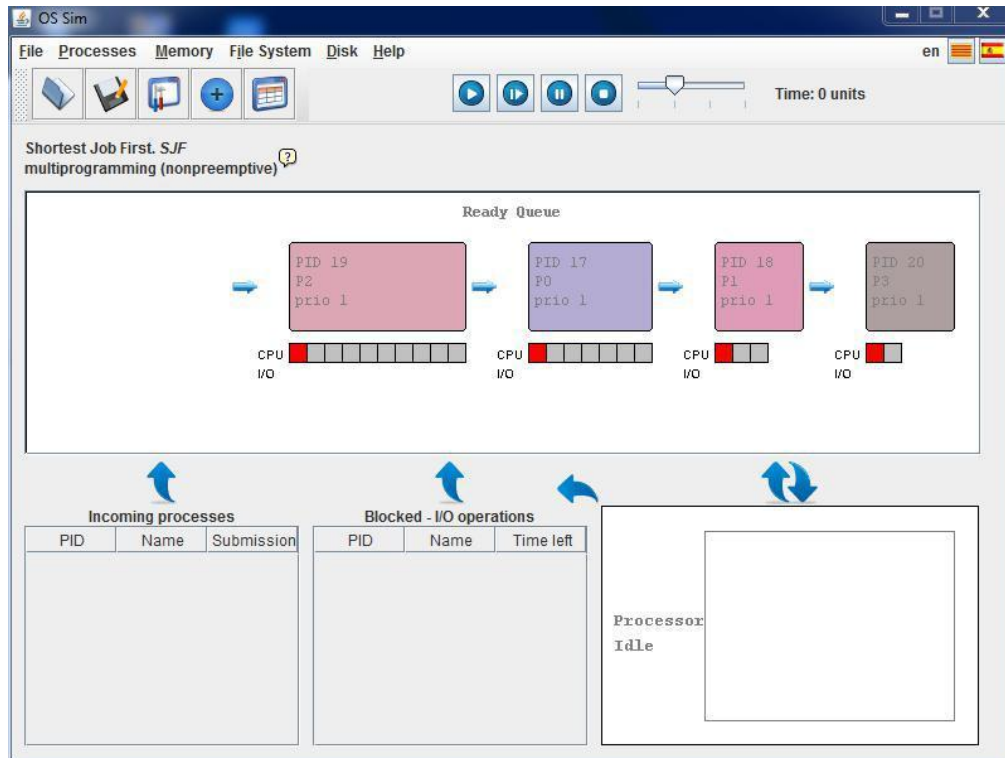 OS Sim
File Processes Memory File System Disk Help en
Time: 0 units
Shortest Job First. SJF
multiprogramming (nonpreemptive) ?
Ready Queue
PID 19 PID 17 PID 18 PID 20
P2 P0 P1 P3
prio 1 prio 1 prio 1 prio 1
CPU CPU CPU CPU
I/O I/O I/O I/O
Incoming processes Blocked - I/O operations
PID Name Submission PID Name Time left
Processor
Idle